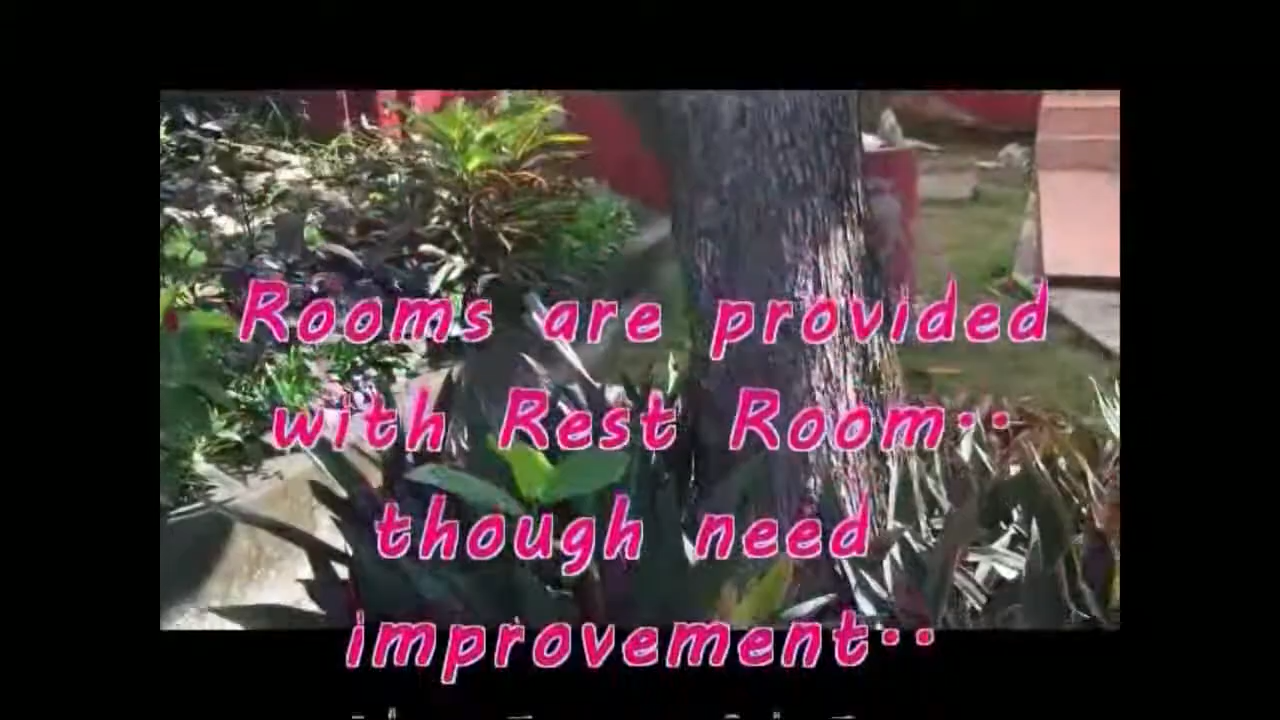 Rooms are provided
with Rest Room..
though need
improvement..